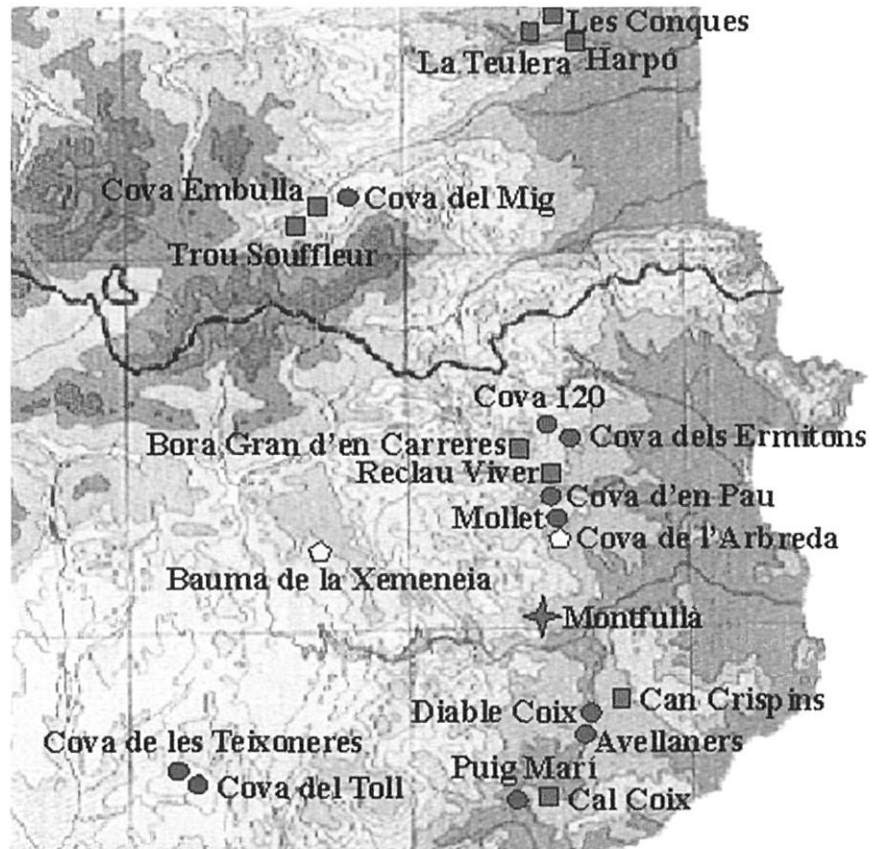 Les Conques
La Teulera Harpó
Cova Embulla Cova del Mig
Trou Souffleur
Cova 120
Bora Gran d'en Carreres Cova dels Ermitons
Reclau Viver
Cova d'en Pau
Mollet
Cova de l'Arbreda
Bauma de la Xemeneia
Montfulla
Can Crispins
Diable Coix
Avellaners
Cova de les Teixoneres
Puig Marí
Cova del Toll
Cal Coix